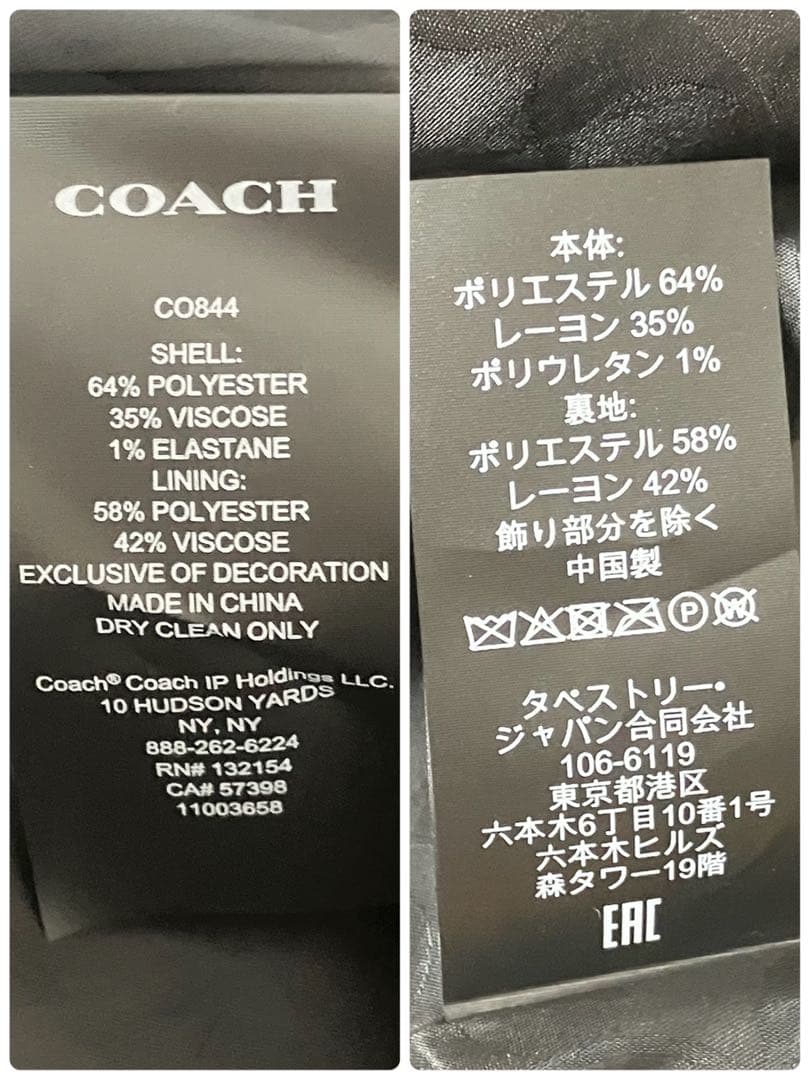 COACH
CO844
SHELL:
64% POLYESTER
35% VISCOSE
1% ELASTANE
LINING:
58% POLYESTER
42% VISCOSE
EXCLUSIVE OF DECORATION
MADE IN CHINA
DRY CLEAN ONLY
Coach® Coach IP Holdings LLC.
10 HUDSON YARDS
NY, NY
888-262-6224
RN# 132154
CA# 57398
11003658
本体:
ポリエステル 64%
レーヨン 35%
ポリウレタン 1%
裏地:
ポリエステル 58%
レーヨン 42%
飾り部分を除く
中国製
P W
タペストリー・
ジャパン合同会社
106-6119
東京都港区
六本木6丁目10番1号
六本木ヒルズ
森タワー19階
EAC